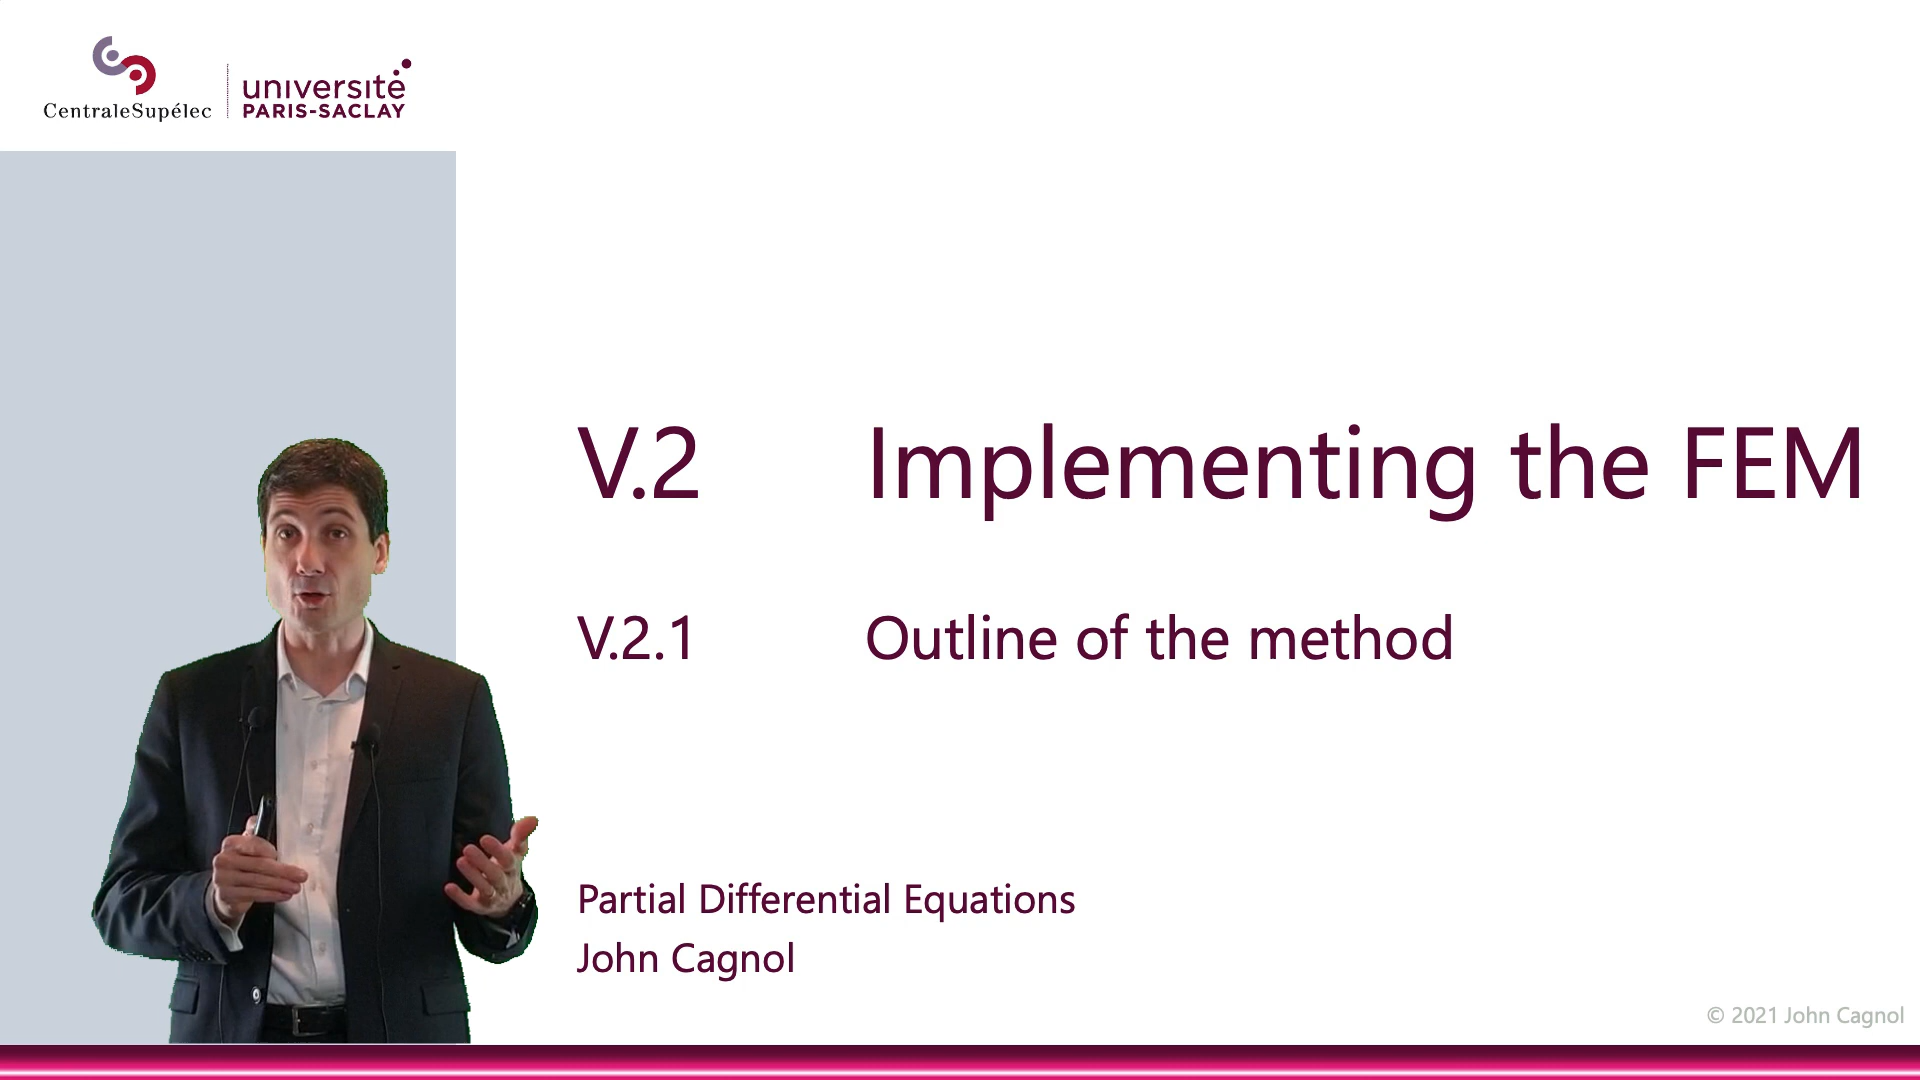 CentraleSupélec
université
PARIS-SACLAY
V.2 Implementing the FEM
V.2.1 Outline of the method
Partial Differential Equations
John Cagnol
© 2021 John Cagnol